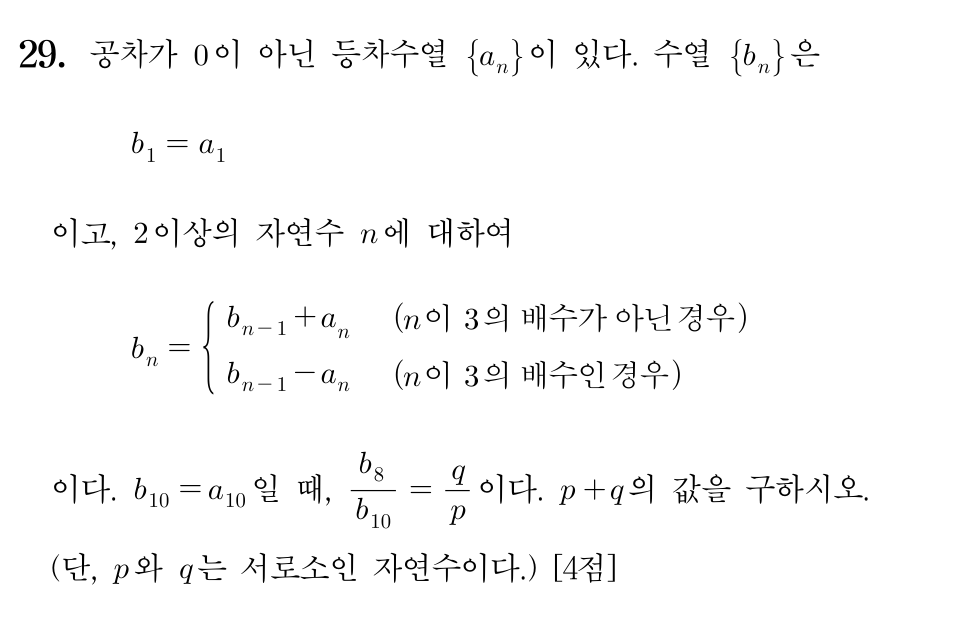 29. 공차가 0이 아닌 등차수열 {aₙ}이 있다. 수열 {bₙ}은
b₁ = a₁
이고, 2이상의 자연수 n에 대하여
bₙ = { bₙ₋₁ + aₙ (n이 3의 배수가 아닌 경우)
bₙ₋₁ − aₙ (n이 3의 배수인 경우)
이다. b₁₀ = a₁₀일 때, b₈/b₁₀ = q/p이다. p+q의 값을 구하시오.
(단, p와 q는 서로소인 자연수이다.) [4점]